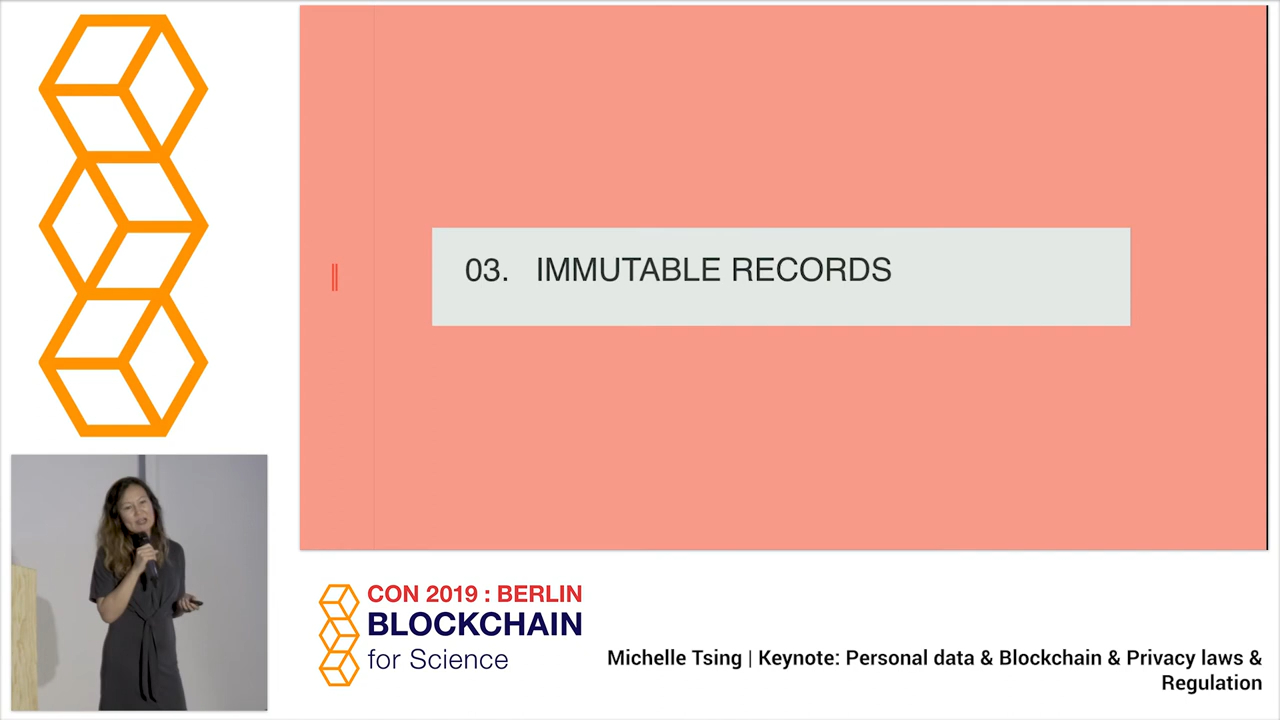 03. IMMUTABLE RECORDS
CON 2019 : BERLIN
BLOCKCHAIN
for Science
Michelle Tsing | Keynote: Personal data & Blockchain & Privacy laws &
Regulation